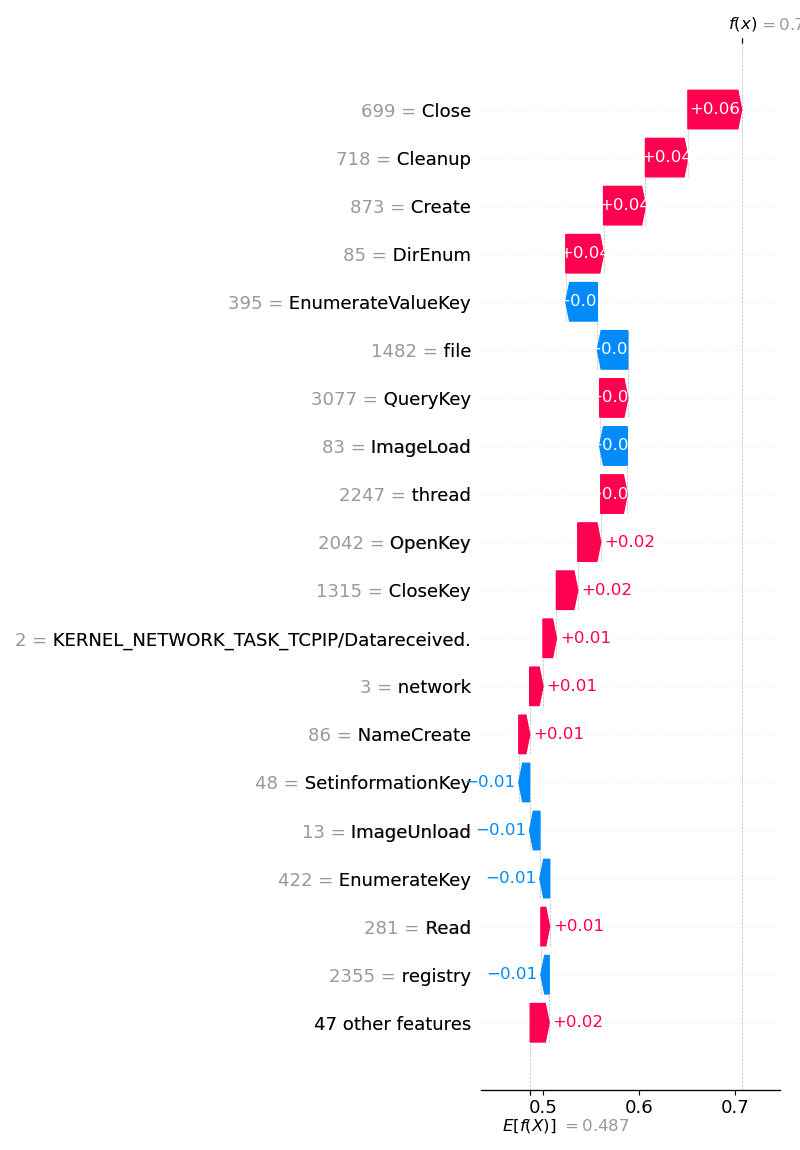 f(x) = 0.7
699 = Close +0.06
718 = Cleanup +0.04
873 = Create +0.04
85 = DirEnum +0.04
395 = EnumerateValueKey
1482 = file
3077 = QueryKey
83 = ImageLoad
2247 = thread
2042 = OpenKey +0.02
1315 = CloseKey +0.02
2 = KERNEL_NETWORK_TASK_TCPIP/Datareceived. +0.01
3 = network +0.01
86 = NameCreate +0.01
48 = SetinformationKey −0.01
13 = ImageUnload −0.01
422 = EnumerateKey −0.01
281 = Read +0.01
2355 = registry −0.01
47 other features +0.02
0.5 0.6 0.7
E[f(X)] = 0.487